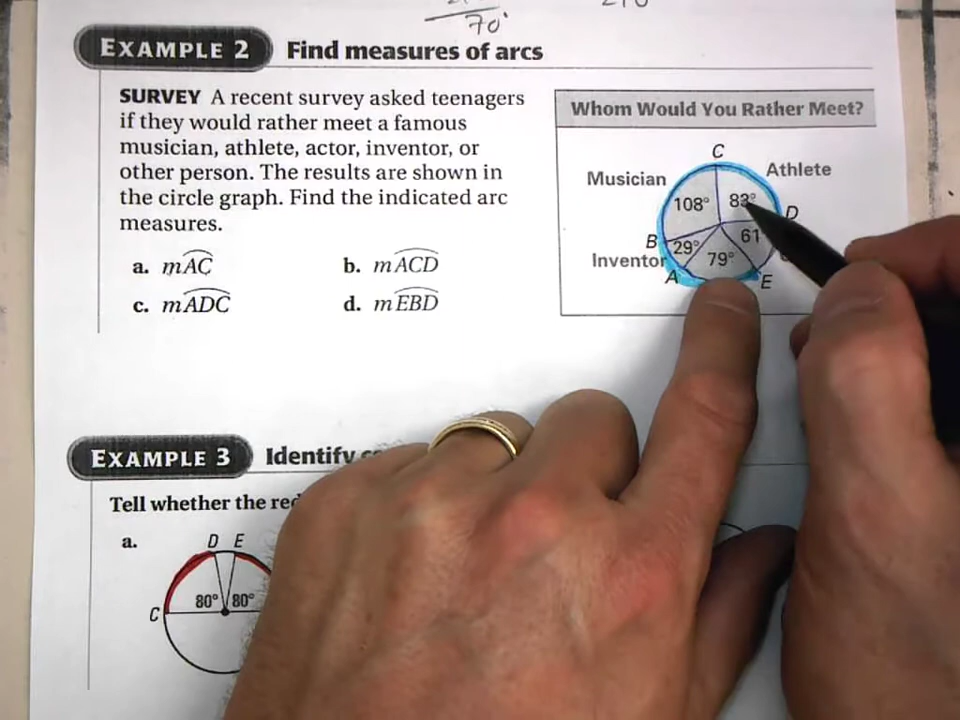 70°
EXAMPLE 2 Find measures of arcs
SURVEY A recent survey asked teenagers
if they would rather meet a famous
musician, athlete, actor, inventor, or
other person. The results are shown in
the circle graph. Find the indicated arc
measures.
a. mAC
b. mACD
c. mADC
d. mEBD
Whom Would You Rather Meet?
C
Musician
Athlete
108°
83°
D
B
29°
61
Inventor
79°
A
E
EXAMPLE 3 Identify
Tell whether the
a.
D E
80° 80°
C